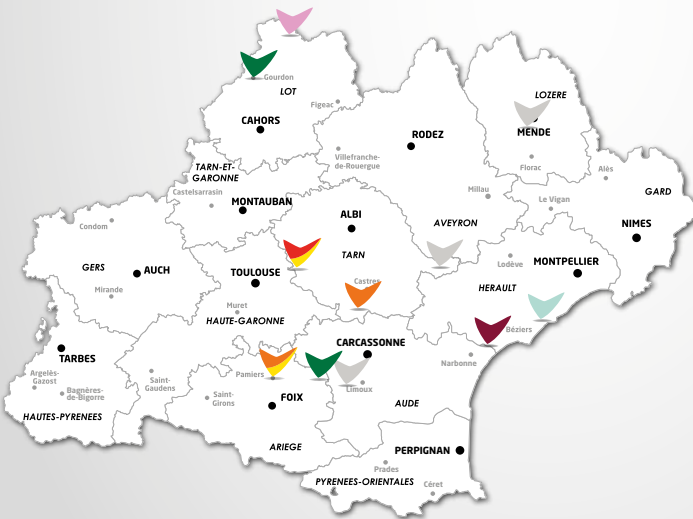 Gourdon
LOT
Figeac
CAHORS
LOZERE
MENDE
Florac
RODEZ
Villefranche-
de-Rouergue
TARN-ET-
GARONNE
Castelsarrasin
MONTAUBAN
Millau
AVEYRON
Alès
GARD
Le Vigan
NIMES
Condom
GERS
AUCH
Mirande
ALBI
TARN
Castres
TOULOUSE
Muret
HAUTE-GARONNE
Lodève
MONTPELLIER
HERAULT
Béziers
TARBES
Argelès-
Gazost
Bagnères-
de-Bigorre
HAUTES-PYRENEES
Saint-
Gaudens
Pamiers
Saint-
Girons
FOIX
ARIEGE
CARCASSONNE
Limoux
Narbonne
AUDE
PERPIGNAN
Prades
PYRENEES-ORIENTALES
Céret